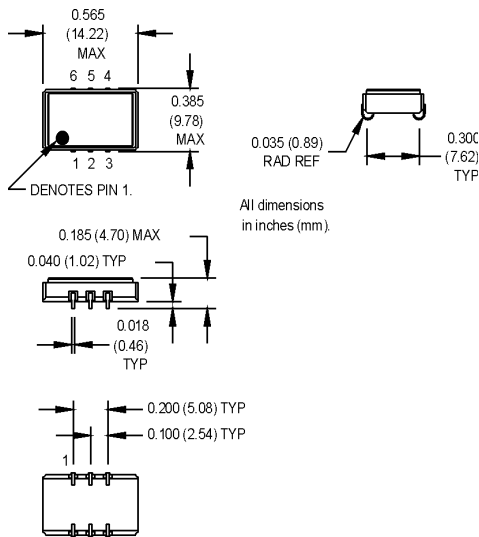 0.565
(14.22)
MAX
6 5 4
0.385
(9.78)
MAX
1 2 3
DENOTES PIN 1.
0.035 (0.89)
RAD REF
0.300
(7.62)
TYP
All dimensions
in inches (mm).
0.185 (4.70) MAX
0.040 (1.02) TYP
0.018
(0.46)
TYP
0.200 (5.08) TYP
0.100 (2.54) TYP
1